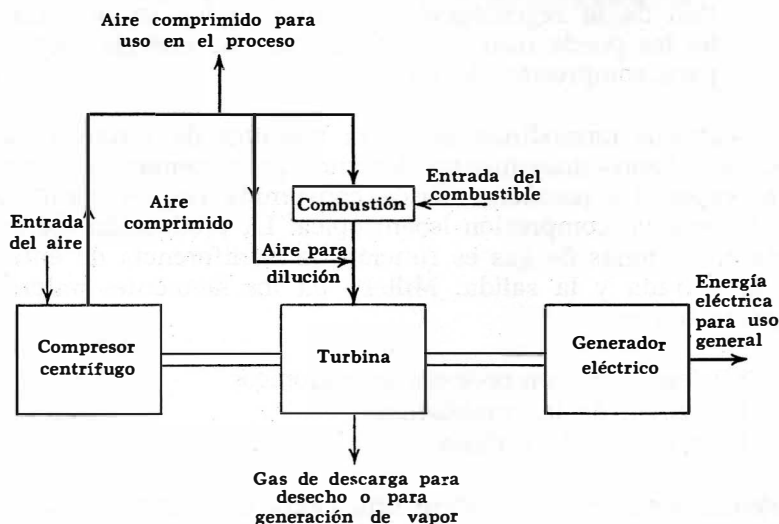 Aire comprimido para
uso en el proceso
Entrada del
combustible
Combustión
Aire
comprimido
Entrada
del aire
Aire para
dilución
Energía
eléctrica
para uso
general
Compresor
centrífugo
Turbina
Generador
eléctrico
Gas de descarga para
desecho o para
generación de vapor